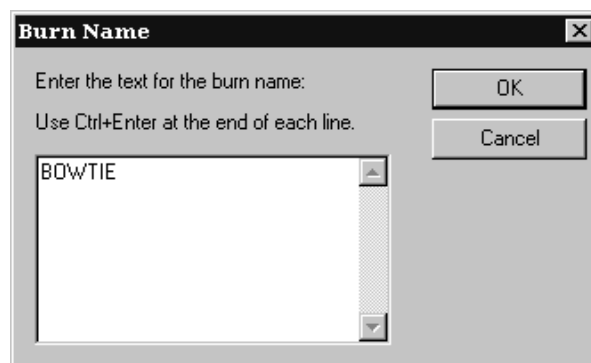 Burn Name
Enter the text for the burn name:
OK
Use Ctrl+Enter at the end of each line.
Cancel
BOWTIE